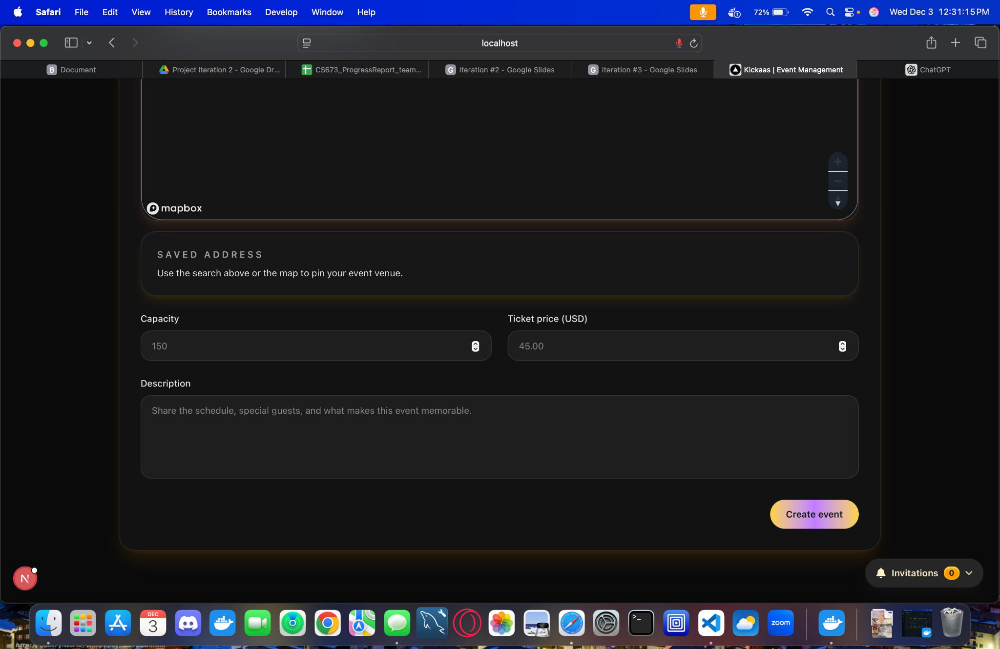 Safari File Edit View History Bookmarks Develop Window Help 72% Wed Dec 3 12:31:15 PM
localhost
B Document Project Iteration 2 - Google Dr... CS673_ProgressReport_team... G Iteration #2 - Google Slides G Iteration #3 - Google Slides Kickaas | Event Management ChatGPT
mapbox
SAVED ADDRESS
Use the search above or the map to pin your event venue.
Capacity Ticket price (USD)
150 45.00
Description
Share the schedule, special guests, and what makes this event memorable.
Create event
N Invitations 0
DEC
3
zoom